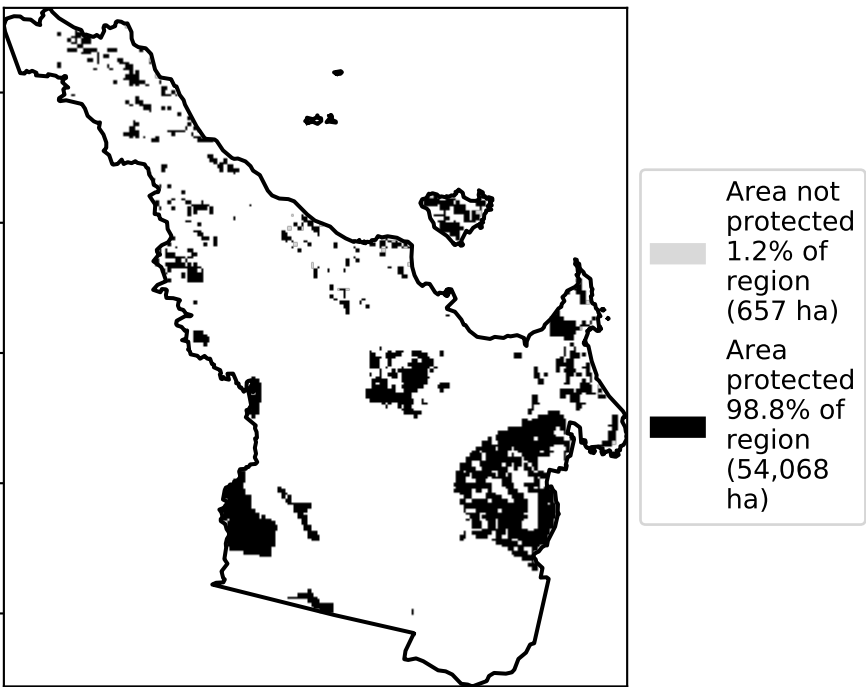 Area not
protected
1.2% of
region
(657 ha)
Area
protected
98.8% of
region
(54,068
ha)